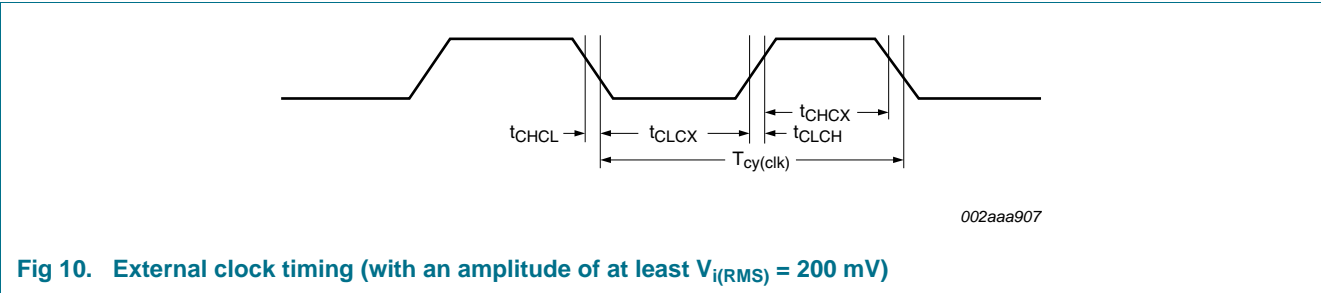 tCHCX
tCHCL tCLCX tCLCH
Tcy(clk)
002aaa907
Fig 10. External clock timing (with an amplitude of at least Vi(RMS) = 200 mV)